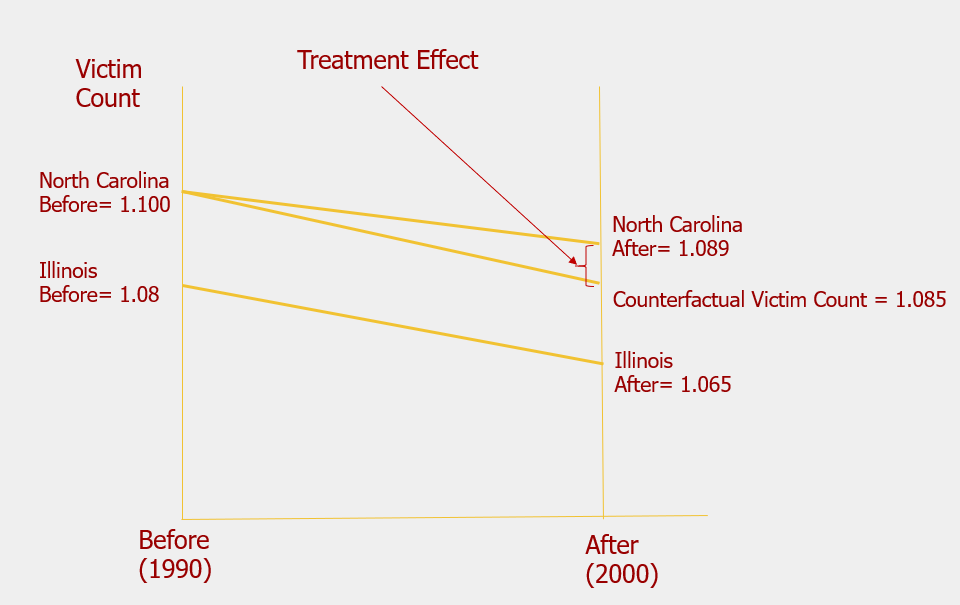 Treatment Effect
Victim
Count
North Carolina
Before= 1.100
Illinois
Before= 1.08
North Carolina
After= 1.089
Counterfactual Victim Count = 1.085
Illinois
After= 1.065
Before
(1990)
After
(2000)